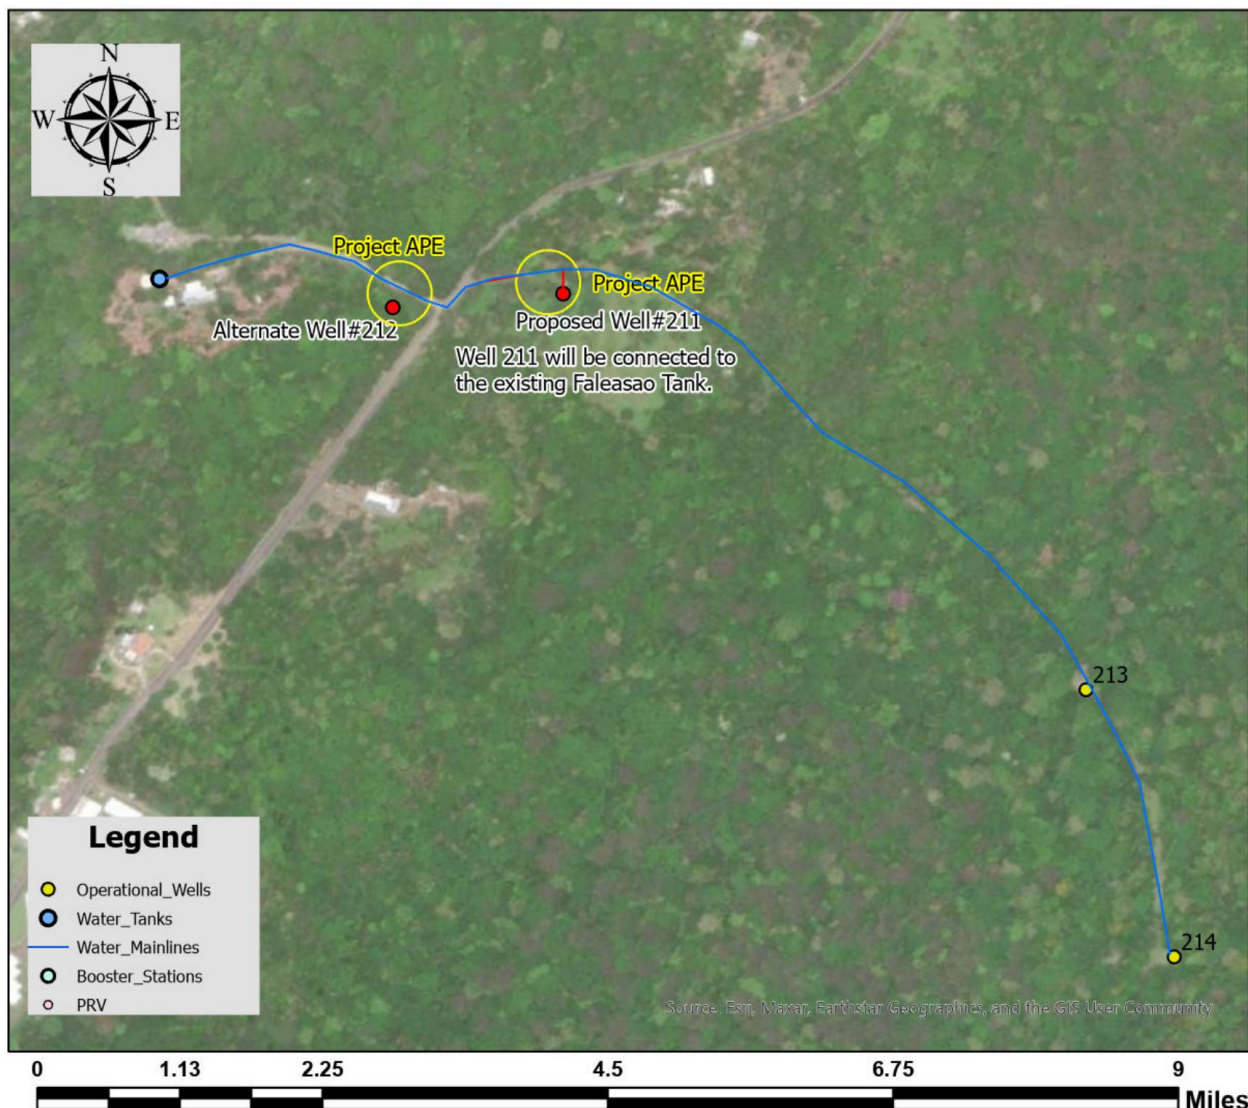 N
W E
S
Project APE
Project APE
Alternate Well#212
Proposed Well#211
Well 211 will be connected to
the existing Faleasao Tank.
213
214
Legend
Operational_Wells
Water_Tanks
Water_Mainlines
Booster_Stations
PRV
Source: Esri, Maxar, Earthstar Geographics, and the GIS User Community
0 1.13 2.25 4.5 6.75 9
Miles